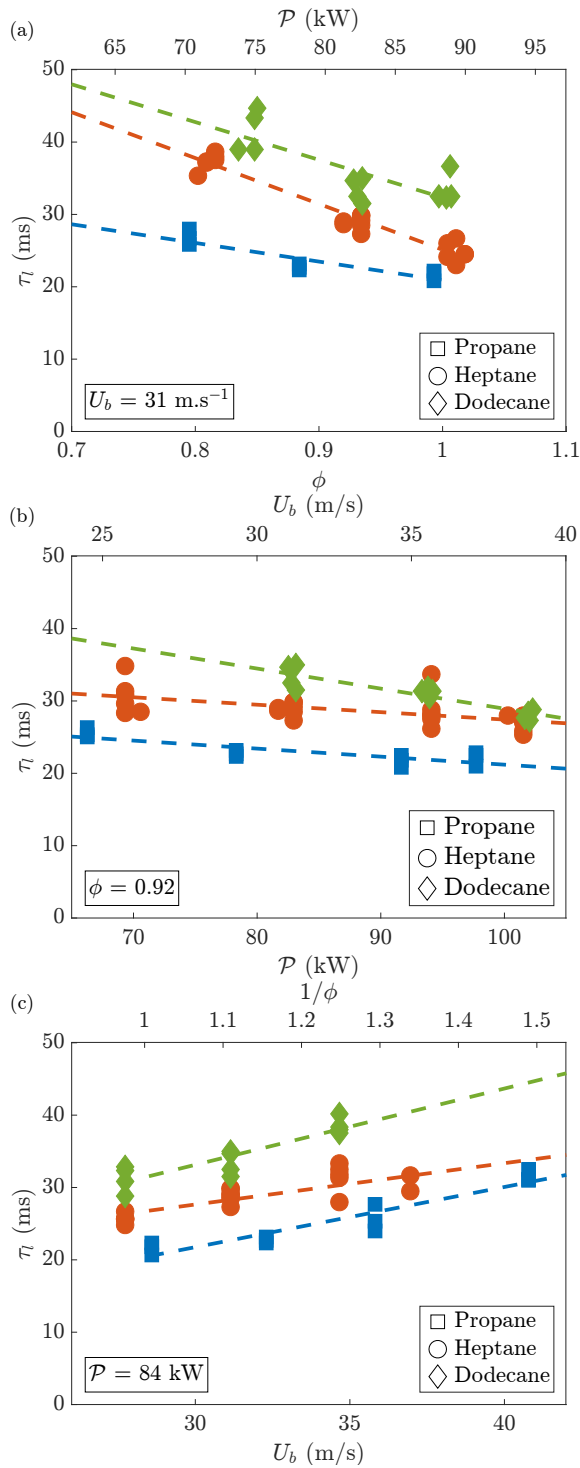 (a)
𝒫 (kW)
65 70 75 80 85 90 95
50
40
30
20
10
0
τ_l (ms)
Propane
Heptane
Dodecane
U_b = 31 m.s⁻¹
0.7 0.8 0.9 1 1.1
ϕ
(b)
U_b (m/s)
25 30 35 40
50
40
30
20
10
0
τ_l (ms)
Propane
Heptane
Dodecane
ϕ = 0.92
70 80 90 100
𝒫 (kW)
(c)
1/ϕ
1 1.1 1.2 1.3 1.4 1.5
50
40
30
20
10
0
τ_l (ms)
Propane
Heptane
Dodecane
𝒫 = 84 kW
30 35 40
U_b (m/s)